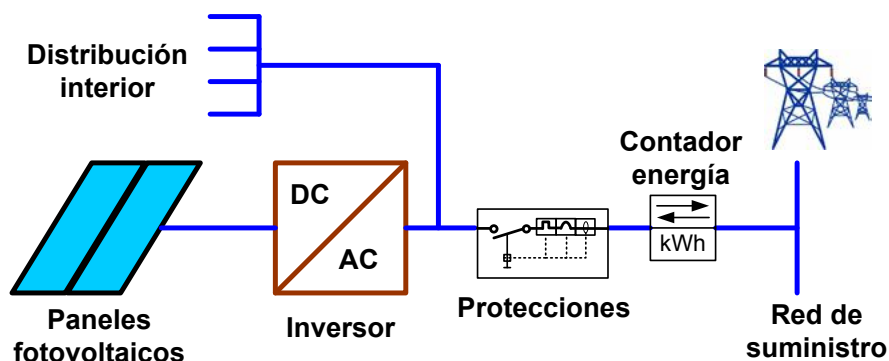 Distribución
interior
Contador
energía
DC
AC
kWh
Paneles
fotovoltaicos
Inversor
Protecciones
Red de
suministro